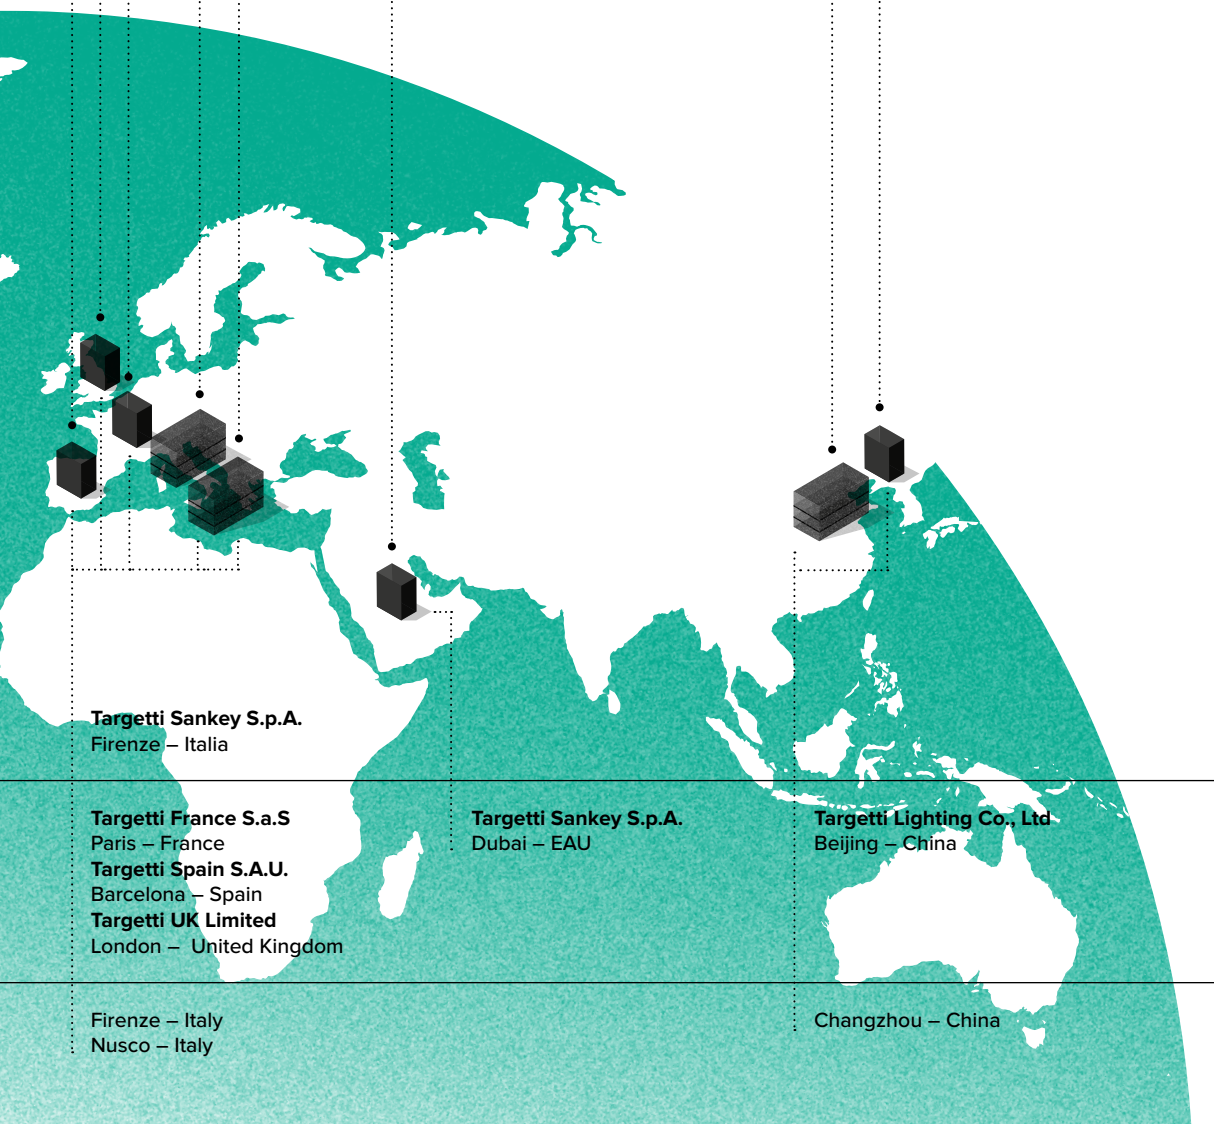 Targetti Sankey S.p.A.
Firenze – Italia
Targetti France S.a.S
Paris – France
Targetti Spain S.A.U.
Barcelona – Spain
Targetti UK Limited
London –  United Kingdom
Targetti Sankey S.p.A.
Dubai – EAU
Targetti Lighting Co., Ltd
Beijing – China
Firenze – Italy
Nusco – Italy
Changzhou – China